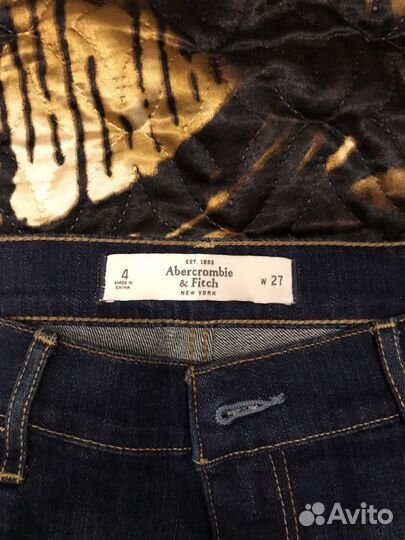 EST. 1892
4
MADE IN
CHINA
Abercrombie
& Fitch
NEW YORK
W 27
Avito